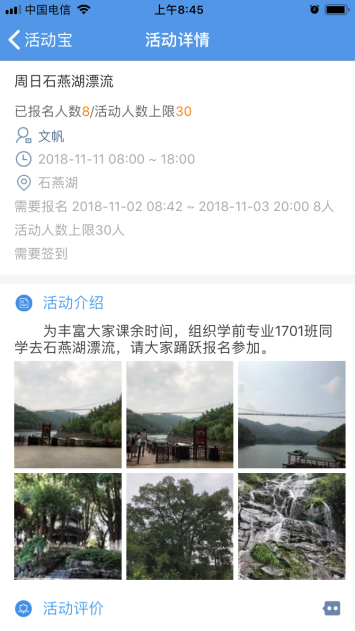 中国电信 上午8:45
活动宝 活动详情
周日石燕湖漂流
已报名人数8/活动人数上限30
文帆
2018-11-11 08:00 ~ 18:00
石燕湖
需要报名 2018-11-02 08:42 ~ 2018-11-03 20:00 8人
活动人数上限30人
需要签到
活动介绍
为丰富大家课余时间，组织学前专业1701班同
学去石燕湖漂流，请大家踊跃报名参加。
活动评价